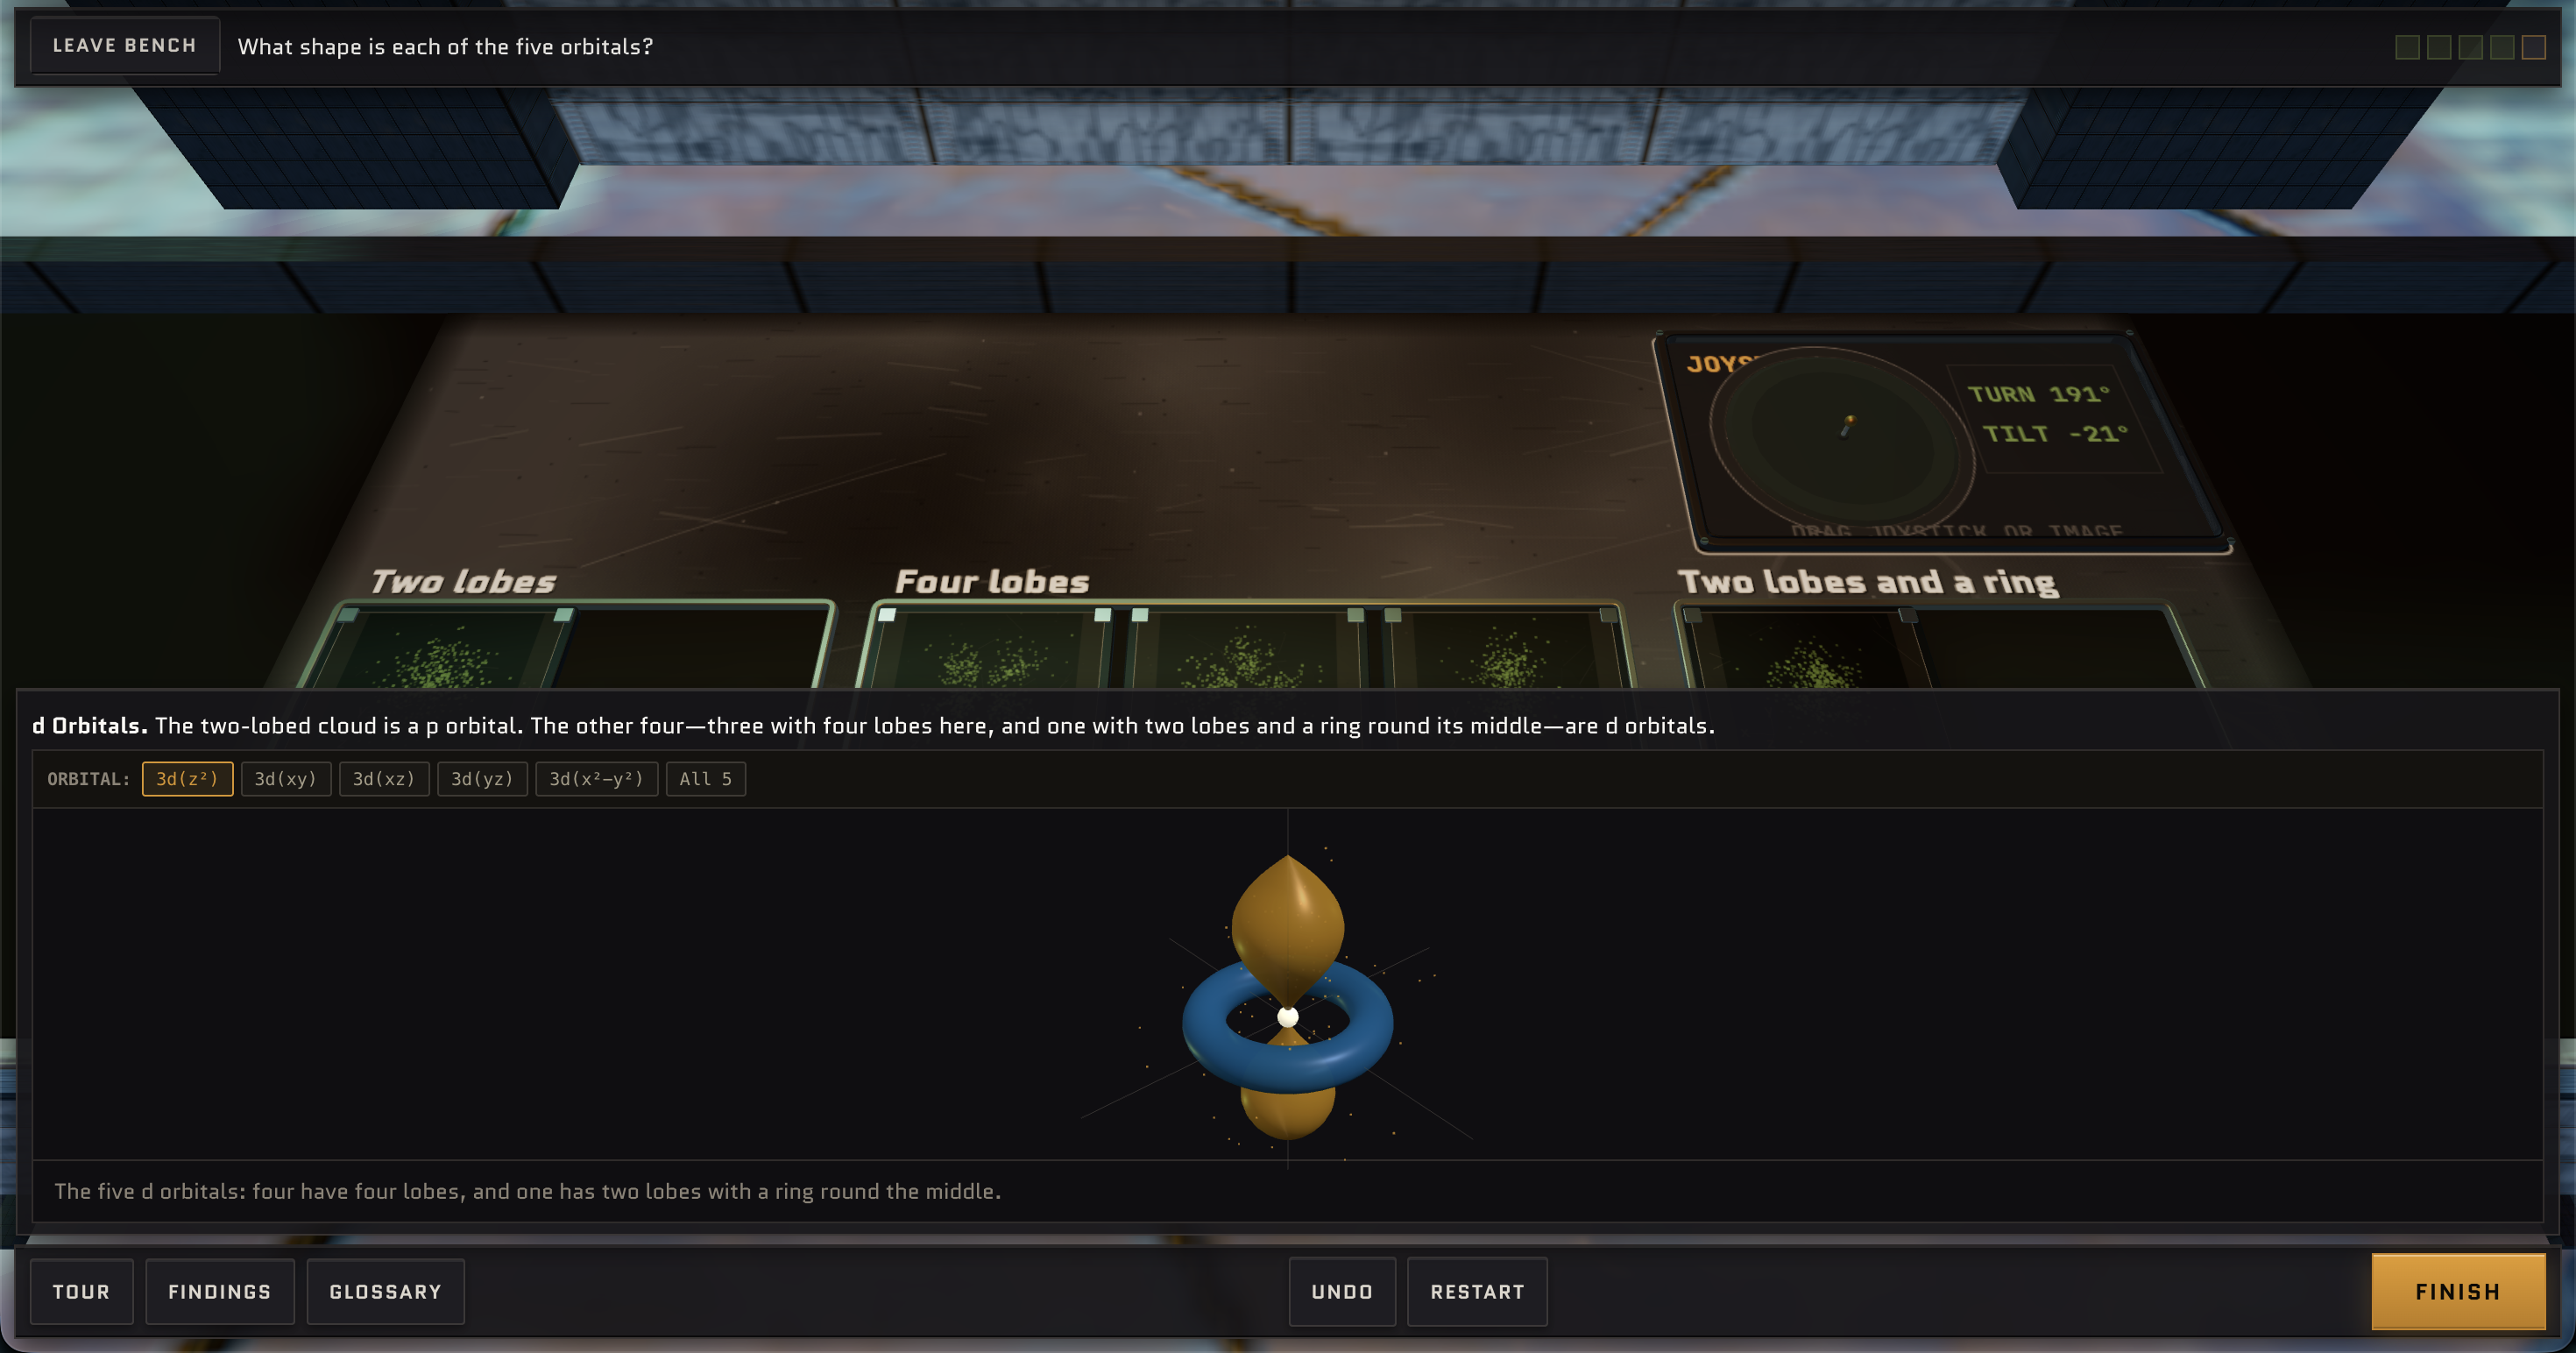 LEAVE BENCH
What shape is each of the five orbitals?
TURN 191°
TILT -21°
DRAG JOYSTICK OR IMAGE
Two lobes
Four lobes
Two lobes and a ring
d Orbitals. The two-lobed cloud is a p orbital. The other four—three with four lobes here, and one with two lobes and a ring round its middle—are d orbitals.
ORBITAL: 3d(z²) 3d(xy) 3d(xz) 3d(yz) 3d(x²−y²) All 5
The five d orbitals: four have four lobes, and one has two lobes with a ring round the middle.
TOUR FINDINGS GLOSSARY UNDO RESTART FINISH